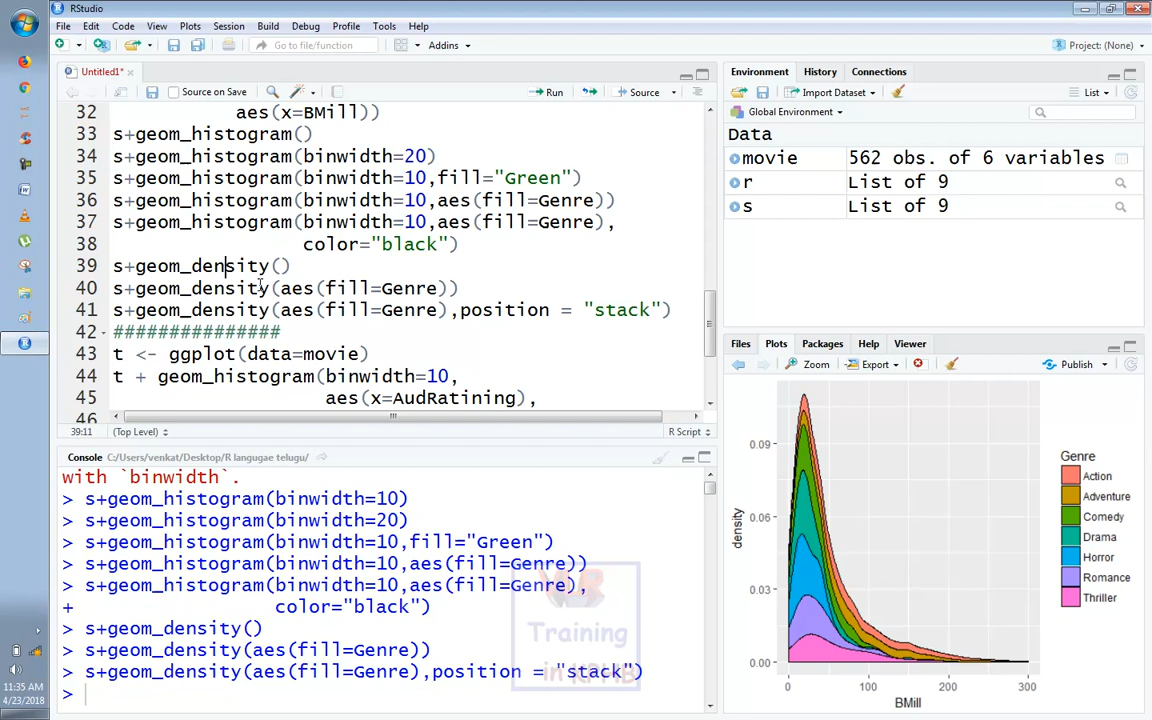 RStudio
File Edit Code View Plots Session Build Debug Profile Tools Help
Go to file/function Addins Project: (None)
Untitled1*
Source on Save Run Source
32 aes(x=BMill))
33 s+geom_histogram()
34 s+geom_histogram(binwidth=20)
35 s+geom_histogram(binwidth=10,fill="Green")
36 s+geom_histogram(binwidth=10,aes(fill=Genre))
37 s+geom_histogram(binwidth=10,aes(fill=Genre),
38 color="black")
39 s+geom_density()
40 s+geom_density(aes(fill=Genre))
41 s+geom_density(aes(fill=Genre),position = "stack")
42 ###############
43 t <- ggplot(data=movie)
44 t + geom_histogram(binwidth=10,
45 aes(x=AudRatining),
46
39:11 (Top Level) R Script
Console C:/Users/venkat/Desktop/R langugae telugu/
with `binwidth`.
> s+geom_histogram(binwidth=10)
> s+geom_histogram(binwidth=20)
> s+geom_histogram(binwidth=10,fill="Green")
> s+geom_histogram(binwidth=10,aes(fill=Genre))
> s+geom_histogram(binwidth=10,aes(fill=Genre),
+ color="black")
> s+geom_density()
> s+geom_density(aes(fill=Genre))
> s+geom_density(aes(fill=Genre),position = "stack")
>
Training
in KPHB
Environment History Connections
Import Dataset List
Global Environment
Data
movie 562 obs. of 6 variables
r List of 9
s List of 9
Files Plots Packages Help Viewer
Zoom Export Publish
0.09
0.06
0.03
0.00
density
0 100 200 300
BMill
Genre
Action
Adventure
Comedy
Drama
Horror
Romance
Thriller
11:35 AM
4/23/2018